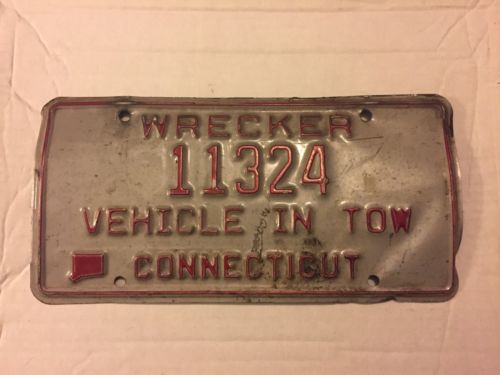 WRECKER
11324
VEHICLE IN TOW
CONNECTICUT